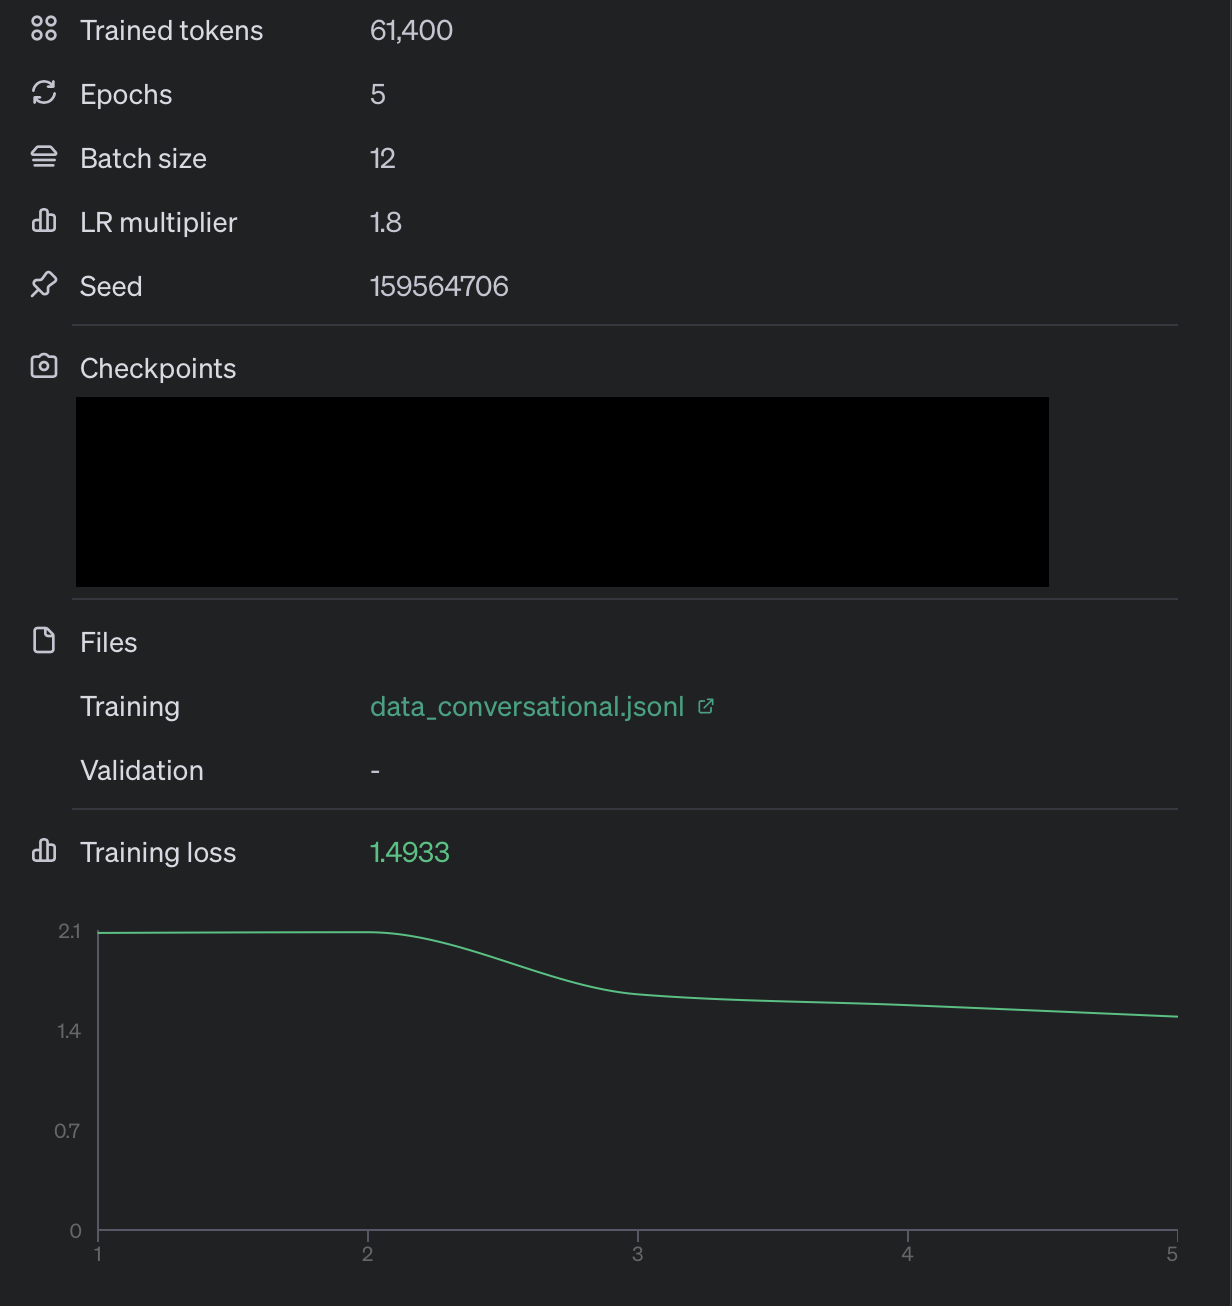 Trained tokens 61,400
Epochs 5
Batch size 12
LR multiplier 1.8
Seed 159564706
Checkpoints
Files
Training data_conversational.jsonl
Validation -
Training loss 1.4933
2.1
1.4
0.7
0
1 2 3 4 5